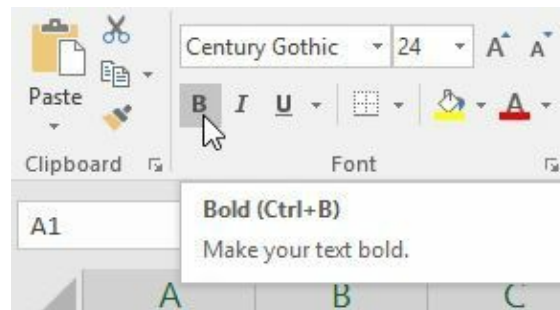 Century Gothic 24 A A
Paste
B I U A
Clipboard Font
A1
Bold (Ctrl+B)
Make your text bold.
A B C